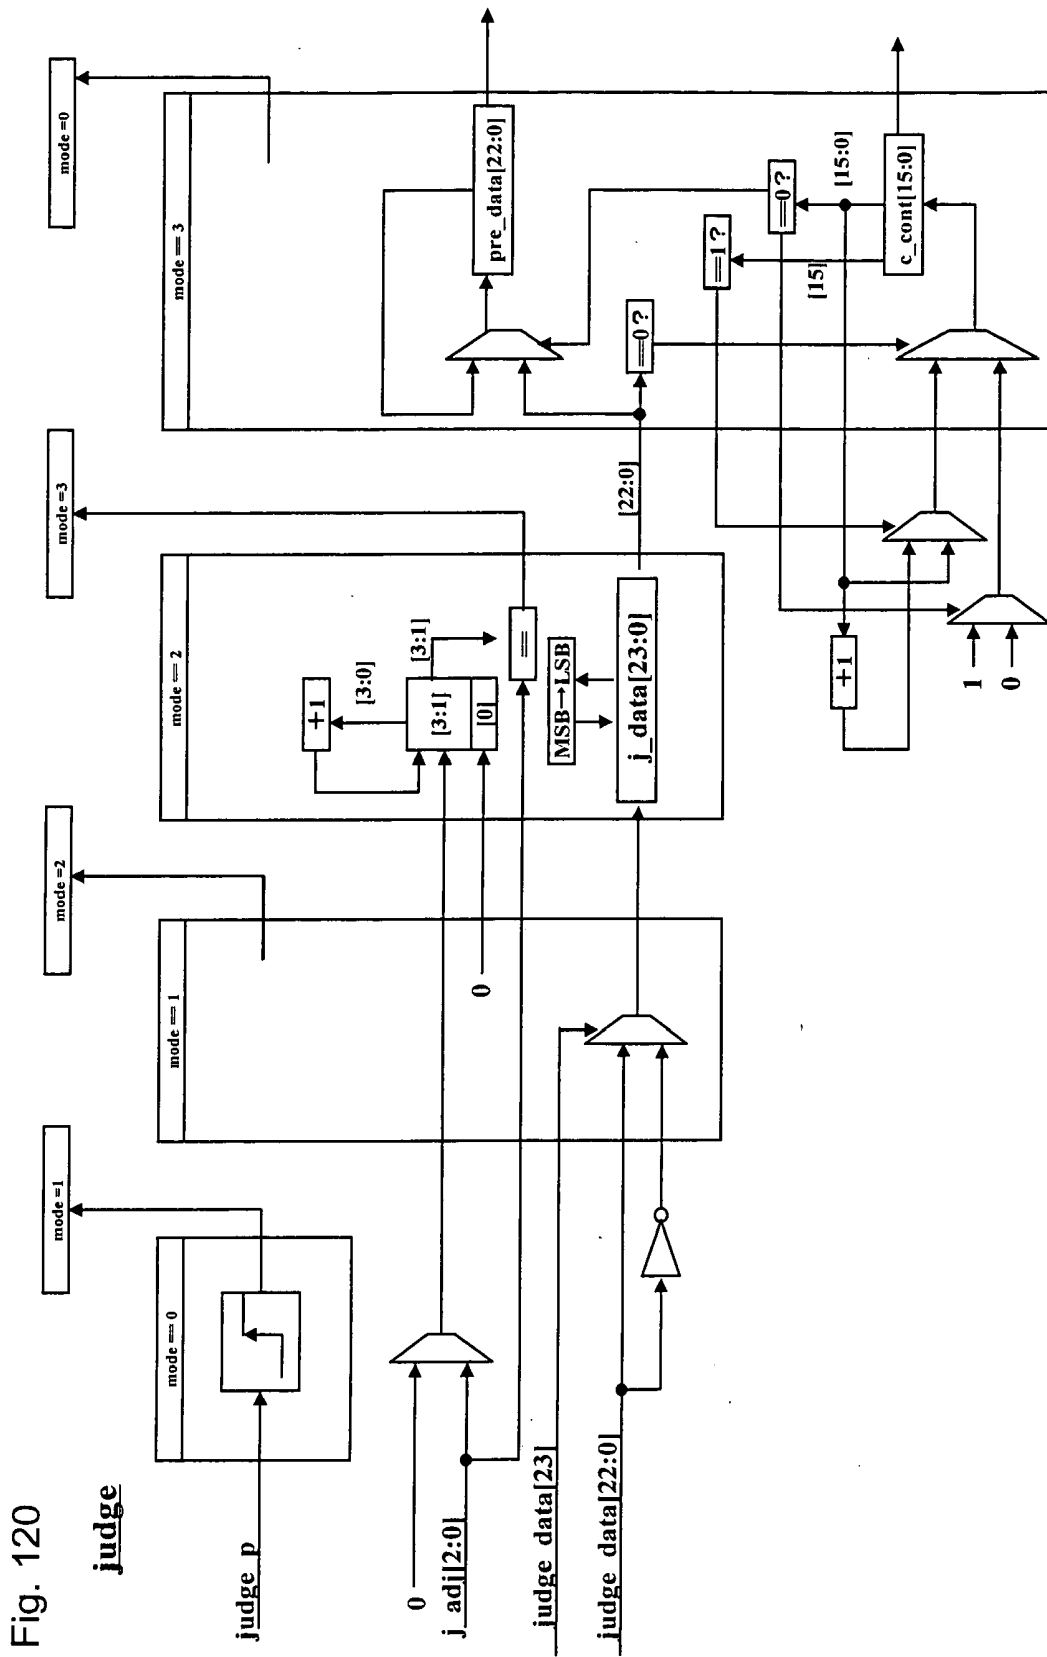 Fig. 120
judge
judge_p
mode == 0
mode =1
0
j_adj[2:0]
judge_data[23]
judge_data[22:0]
mode == 1
mode =2
0
mode == 2
mode =3
+1
[3:0]
[3:1]
[3:1]
[0]
==
MSB→LSB
j_data[23:0]
[22:0]
mode == 3
mode =0
pre_data[22:0]
==0?
==1?
==0?
[15]
[15:0]
c_cont[15:0]
+1
1
0